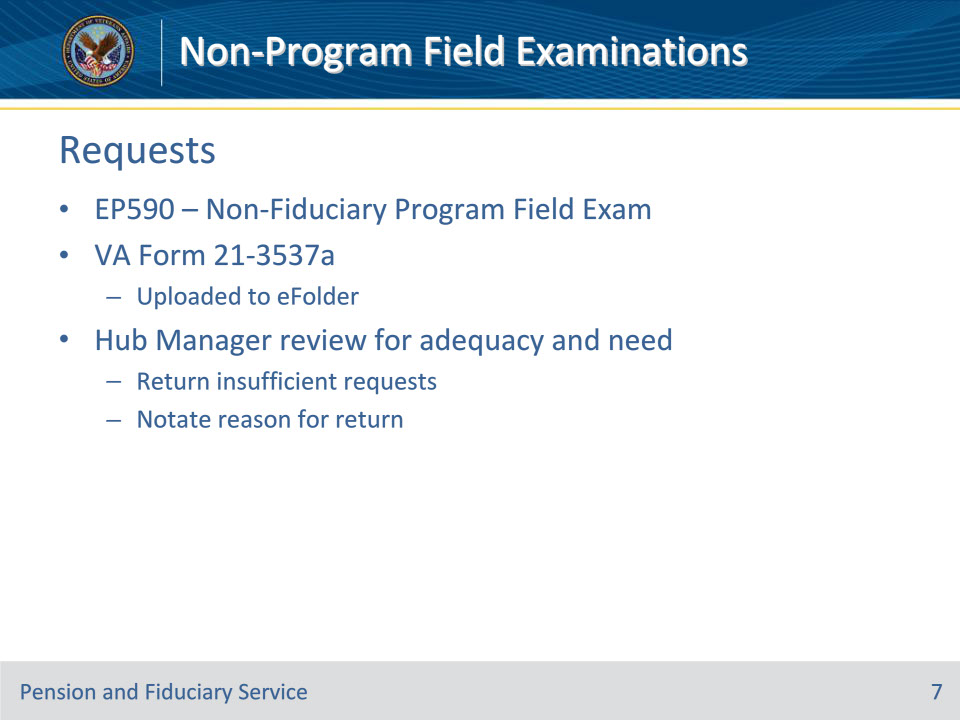 Non-Program Field Examinations
Requests
• EP590 – Non-Fiduciary Program Field Exam
• VA Form 21-3537a
– Uploaded to eFolder
• Hub Manager review for adequacy and need
– Return insufficient requests
– Notate reason for return
Pension and Fiduciary Service
7